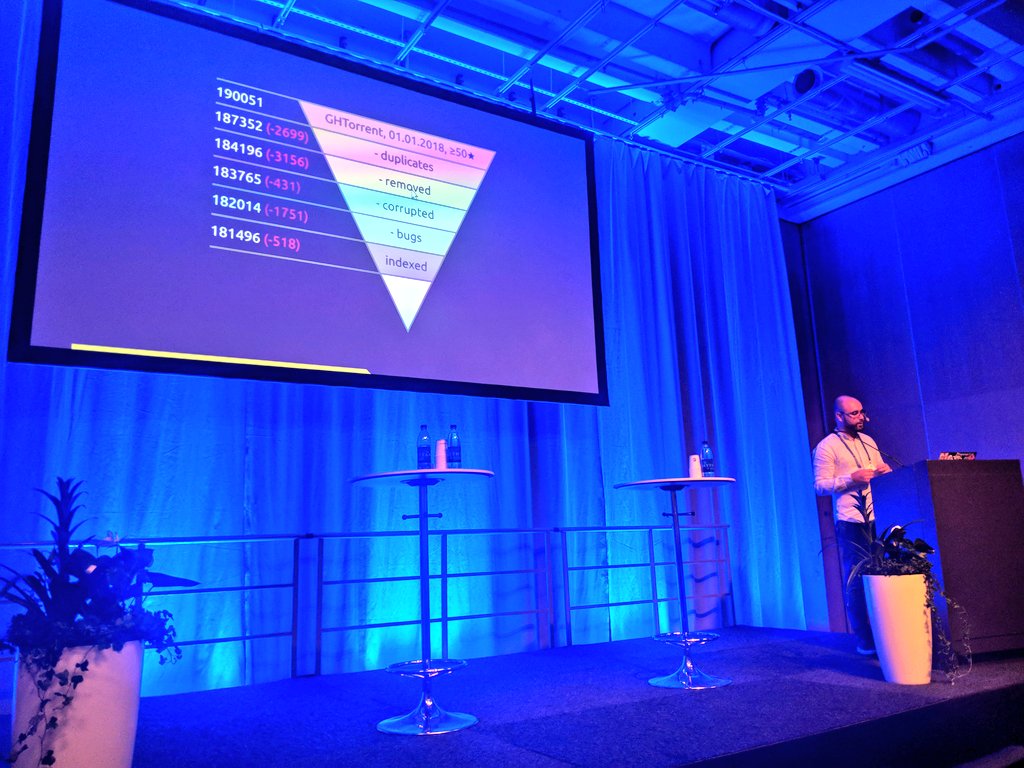 190051
GHTorrent, 01.01.2018, ≥50★
187352 (-2699)
- duplicates
184196 (-3156)
- removed
183765 (-431)
- corrupted
182014 (-1751)
- bugs
181496 (-518)
indexed